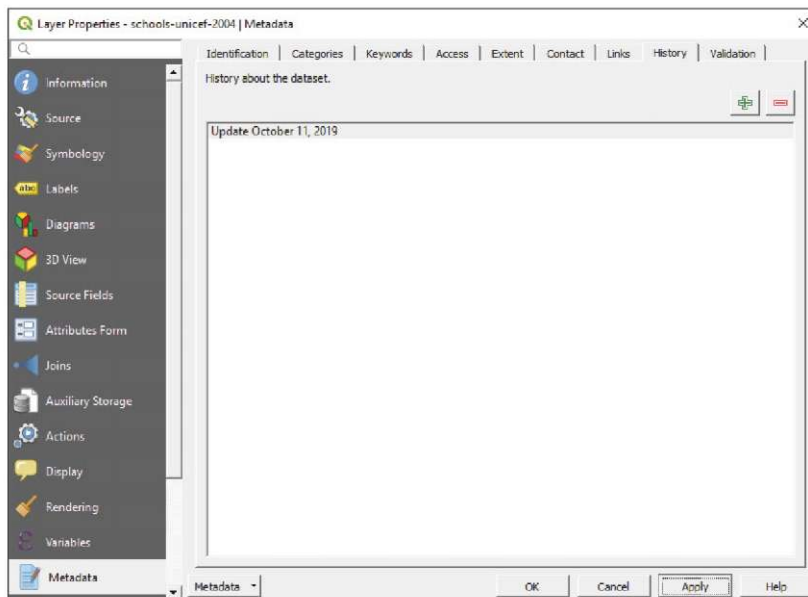 Layer Properties - schools-unicef-2004 | Metadata
Identification | Categories | Keywords | Access | Extent | Contact | Links | History | Validation
History about the dataset.
Update October 11, 2019
Information
Source
Symbology
abc Labels
Diagrams
3D View
Source Fields
Attributes Form
Joins
Auxiliary Storage
Actions
Display
Rendering
Variables
Metadata
Metadata
OK
Cancel
Apply
Help